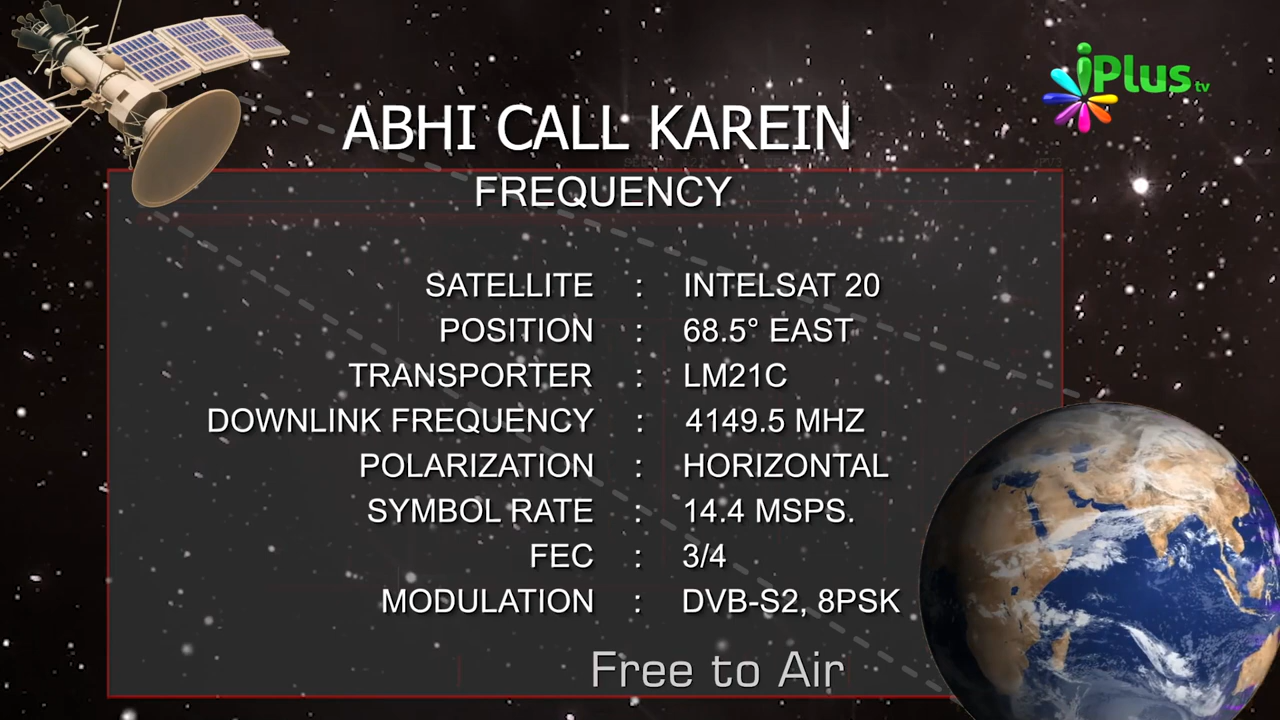 iPlus tv
ABHI CALL KAREIN
FREQUENCY
SATELLITE : INTELSAT 20
POSITION : 68.5° EAST
TRANSPORTER : LM21C
DOWNLINK FREQUENCY : 4149.5 MHZ
POLARIZATION : HORIZONTAL
SYMBOL RATE : 14.4 MSPS.
FEC : 3/4
MODULATION : DVB-S2, 8PSK
Free to Air